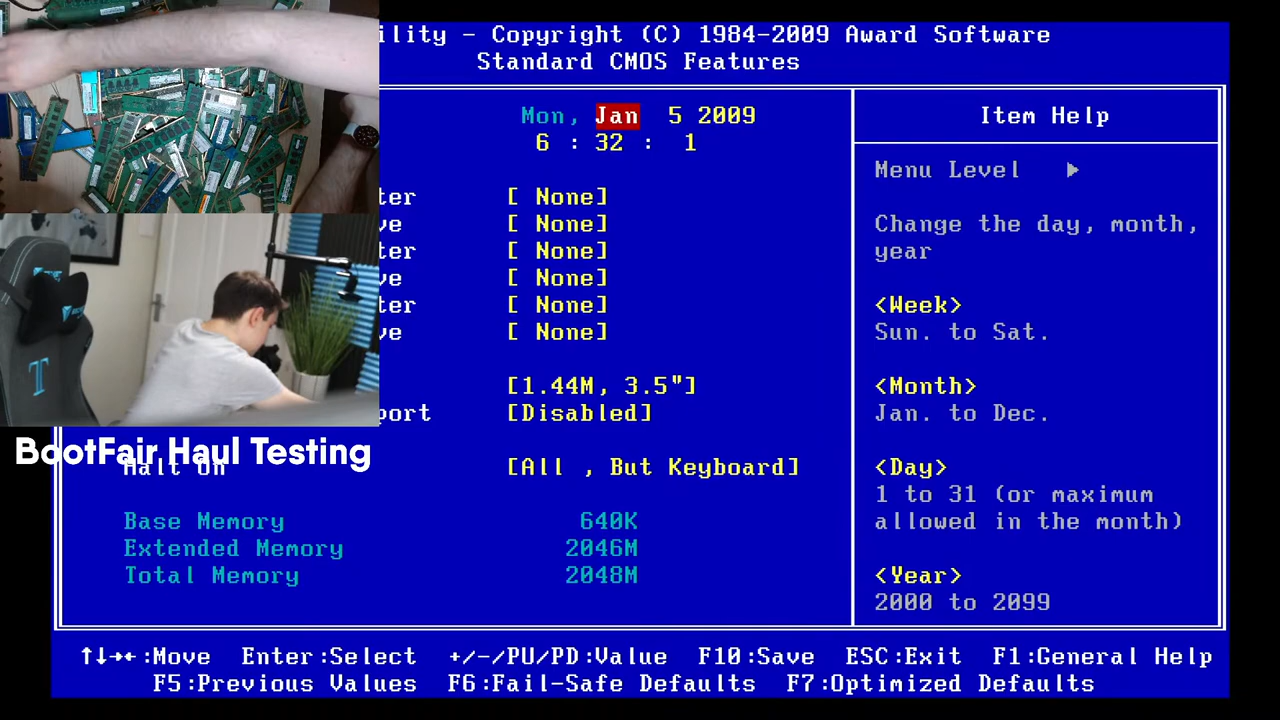 ility - Copyright (C) 1984-2009 Award Software
Standard CMOS Features
Mon, Jan 5 2009
6 : 32 : 1
ter [ None]
ve [ None]
ter [ None]
ve [ None]
ter [ None]
ve [ None]
[1.44M, 3.5"]
port [Disabled]
BootFair Haul Testing
Halt On [All , But Keyboard]
Base Memory 640K
Extended Memory 2046M
Total Memory 2048M
Item Help
Menu Level ▶
Change the day, month,
year
<Week>
Sun. to Sat.
<Month>
Jan. to Dec.
<Day>
1 to 31 (or maximum
allowed in the month)
<Year>
2000 to 2099
↑↓→←:Move Enter:Select +/-/PU/PD:Value F10:Save ESC:Exit F1:General Help
F5:Previous Values F6:Fail-Safe Defaults F7:Optimized Defaults